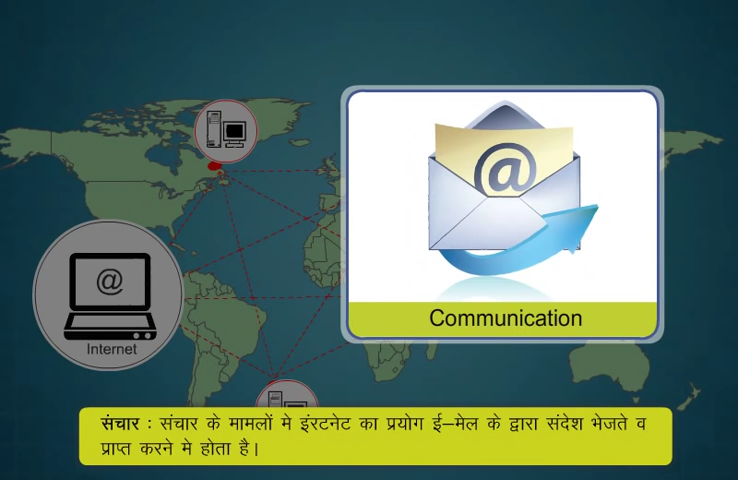 @
Communication
@
Internet
संचार : संचार के मामलों मे इंरटनेट का प्रयोग ई–मेल के द्वारा संदेश भेजते व
प्राप्त करने मे होता है।